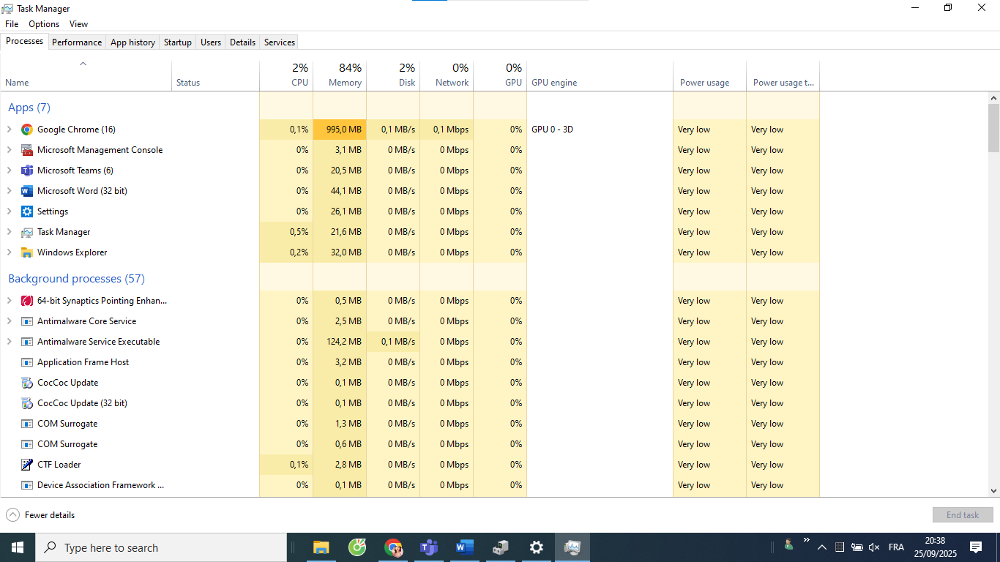 Task Manager
File Options View
Processes Performance App history Startup Users Details Services
2% 84% 2% 0% 0%
Name Status CPU Memory Disk Network GPU GPU engine Power usage Power usage t...
Apps (7)
Google Chrome (16) 0,1% 995,0 MB 0,1 MB/s 0,1 Mbps 0% GPU 0 - 3D Very low Very low
Microsoft Management Console 0% 3,1 MB 0 MB/s 0 Mbps 0% Very low Very low
Microsoft Teams (6) 0% 20,5 MB 0 MB/s 0 Mbps 0% Very low Very low
Microsoft Word (32 bit) 0% 44,1 MB 0 MB/s 0 Mbps 0% Very low Very low
Settings 0% 26,1 MB 0 MB/s 0 Mbps 0% Very low Very low
Task Manager 0,5% 21,6 MB 0 MB/s 0 Mbps 0% Very low Very low
Windows Explorer 0,2% 32,0 MB 0 MB/s 0 Mbps 0% Very low Very low
Background processes (57)
64-bit Synaptics Pointing Enhan... 0% 0,5 MB 0 MB/s 0 Mbps 0% Very low Very low
Antimalware Core Service 0% 2,5 MB 0 MB/s 0 Mbps 0% Very low Very low
Antimalware Service Executable 0% 124,2 MB 0,1 MB/s 0 Mbps 0% Very low Very low
Application Frame Host 0% 3,2 MB 0 MB/s 0 Mbps 0% Very low Very low
CocCoc Update 0% 0,1 MB 0 MB/s 0 Mbps 0% Very low Very low
CocCoc Update (32 bit) 0% 0,1 MB 0 MB/s 0 Mbps 0% Very low Very low
COM Surrogate 0% 1,3 MB 0 MB/s 0 Mbps 0% Very low Very low
COM Surrogate 0% 0,6 MB 0 MB/s 0 Mbps 0% Very low Very low
CTF Loader 0,1% 2,8 MB 0 MB/s 0 Mbps 0% Very low Very low
Device Association Framework ... 0% 0,1 MB 0 MB/s 0 Mbps 0% Very low Very low
Fewer details End task
Type here to search FRA 20:38
25/09/2025